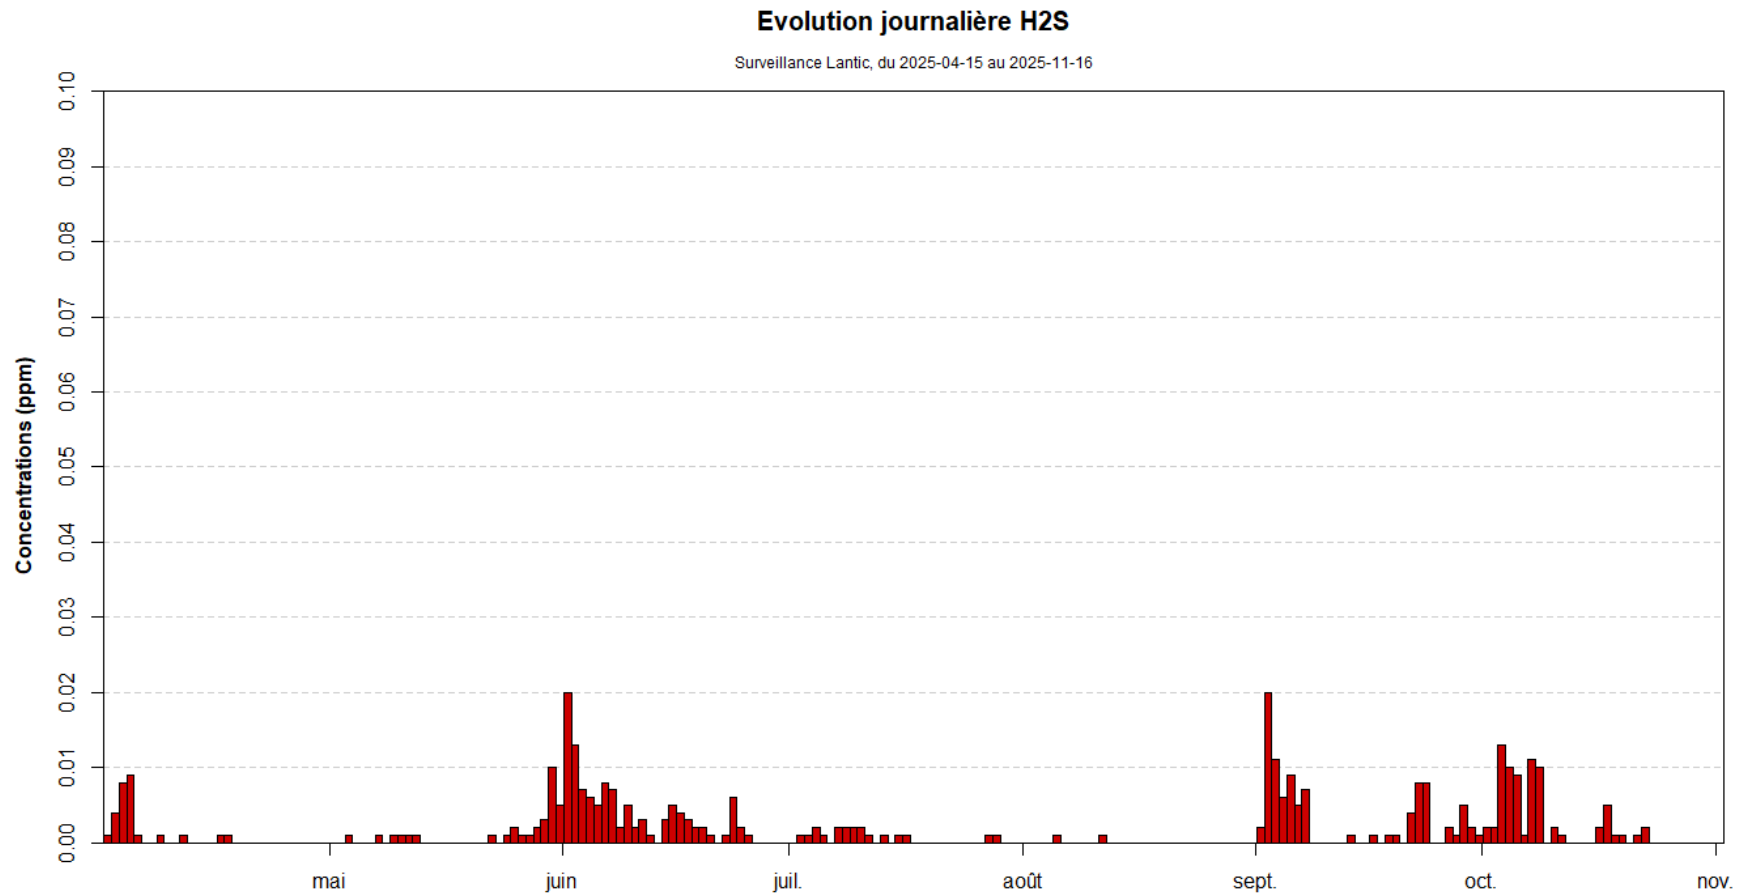 Evolution journalière H2S
Surveillance Lantic, du 2025-04-15 au 2025-11-16
Concentrations (ppm)
0.10
0.09
0.08
0.07
0.06
0.05
0.04
0.03
0.02
0.01
0.00
mai juin juil. août sept. oct. nov.